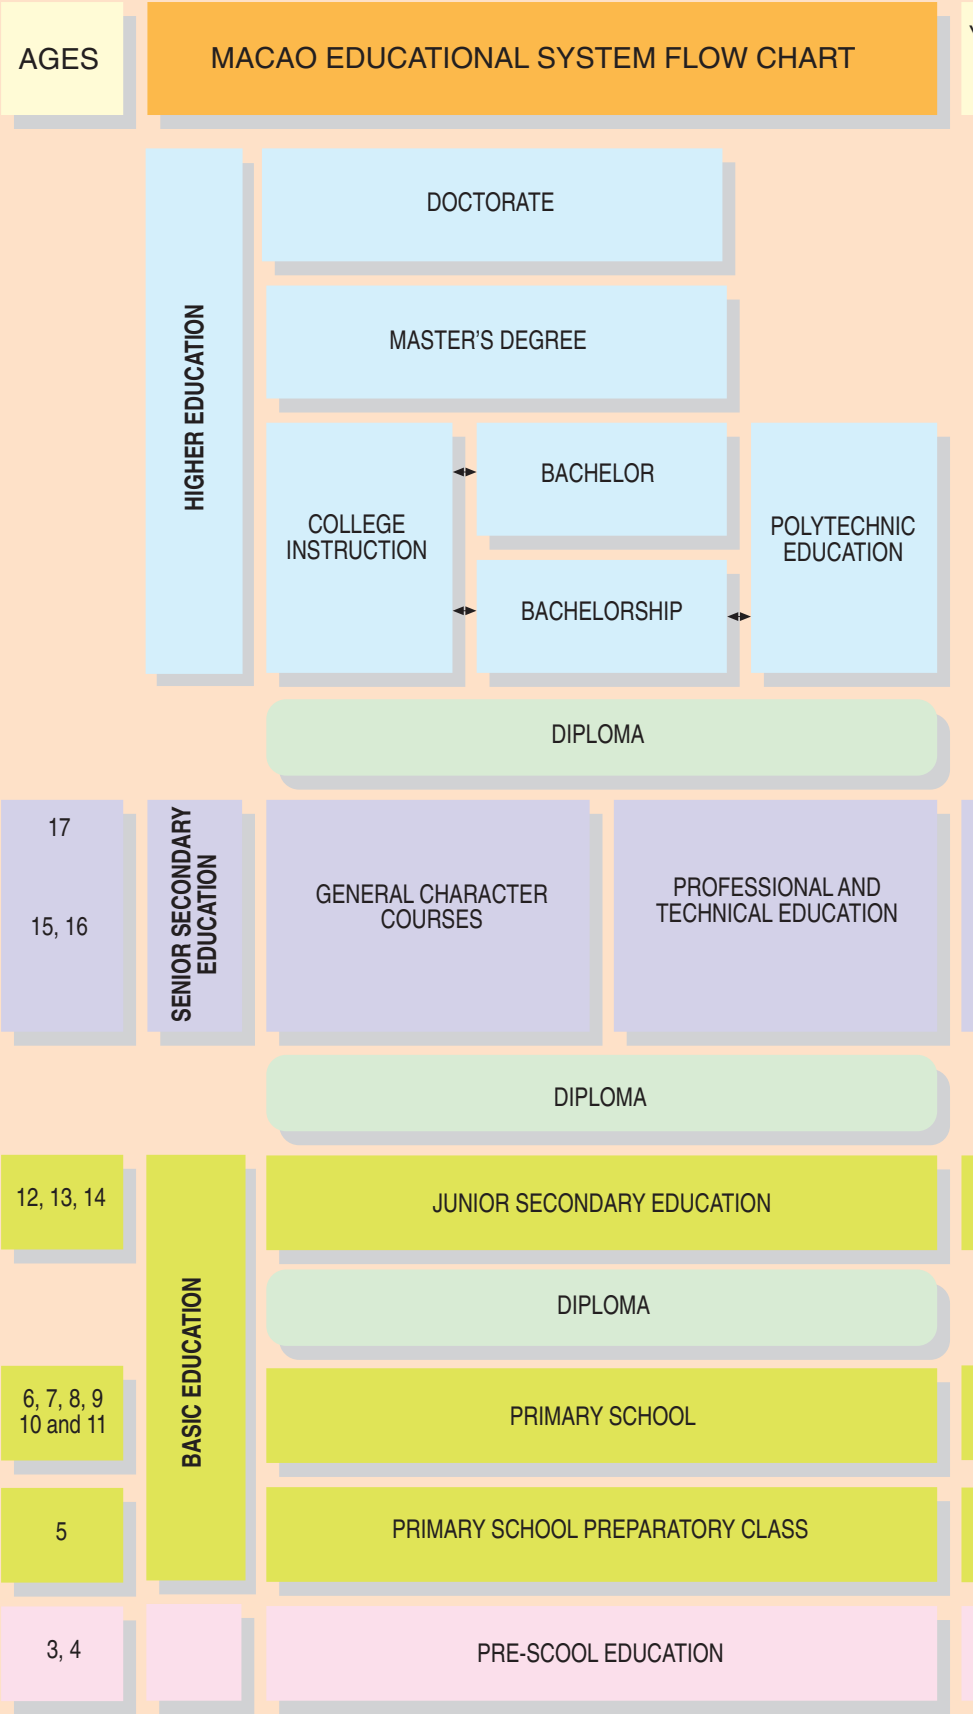 AGES
MACAO EDUCATIONAL SYSTEM FLOW CHART
HIGHER EDUCATION
DOCTORATE
MASTER'S DEGREE
COLLEGE
INSTRUCTION
BACHELOR
BACHELORSHIP
POLYTECHNIC
EDUCATION
DIPLOMA
17
15, 16
SENIOR SECONDARY
EDUCATION
GENERAL CHARACTER
COURSES
PROFESSIONAL AND
TECHNICAL EDUCATION
DIPLOMA
12, 13, 14
BASIC EDUCATION
JUNIOR SECONDARY EDUCATION
DIPLOMA
6, 7, 8, 9
10 and 11
PRIMARY SCHOOL
5
PRIMARY SCHOOL PREPARATORY CLASS
3, 4
PRE-SCOOL EDUCATION